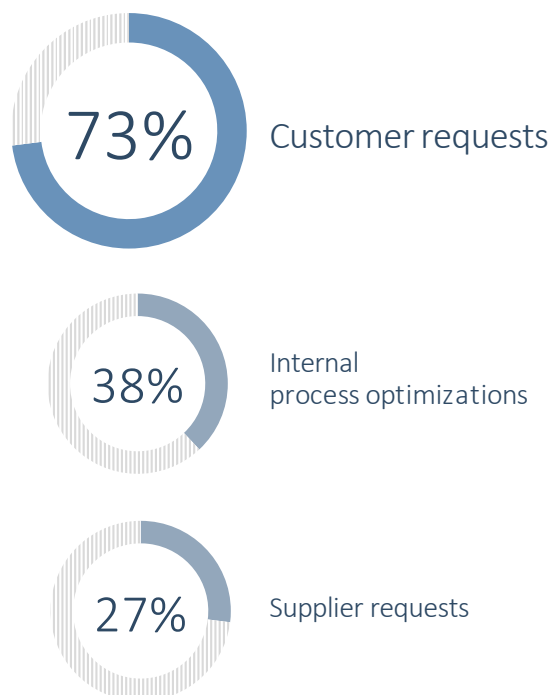 73%
Customer requests
38%
Internal
process optimizations
27%
Supplier requests